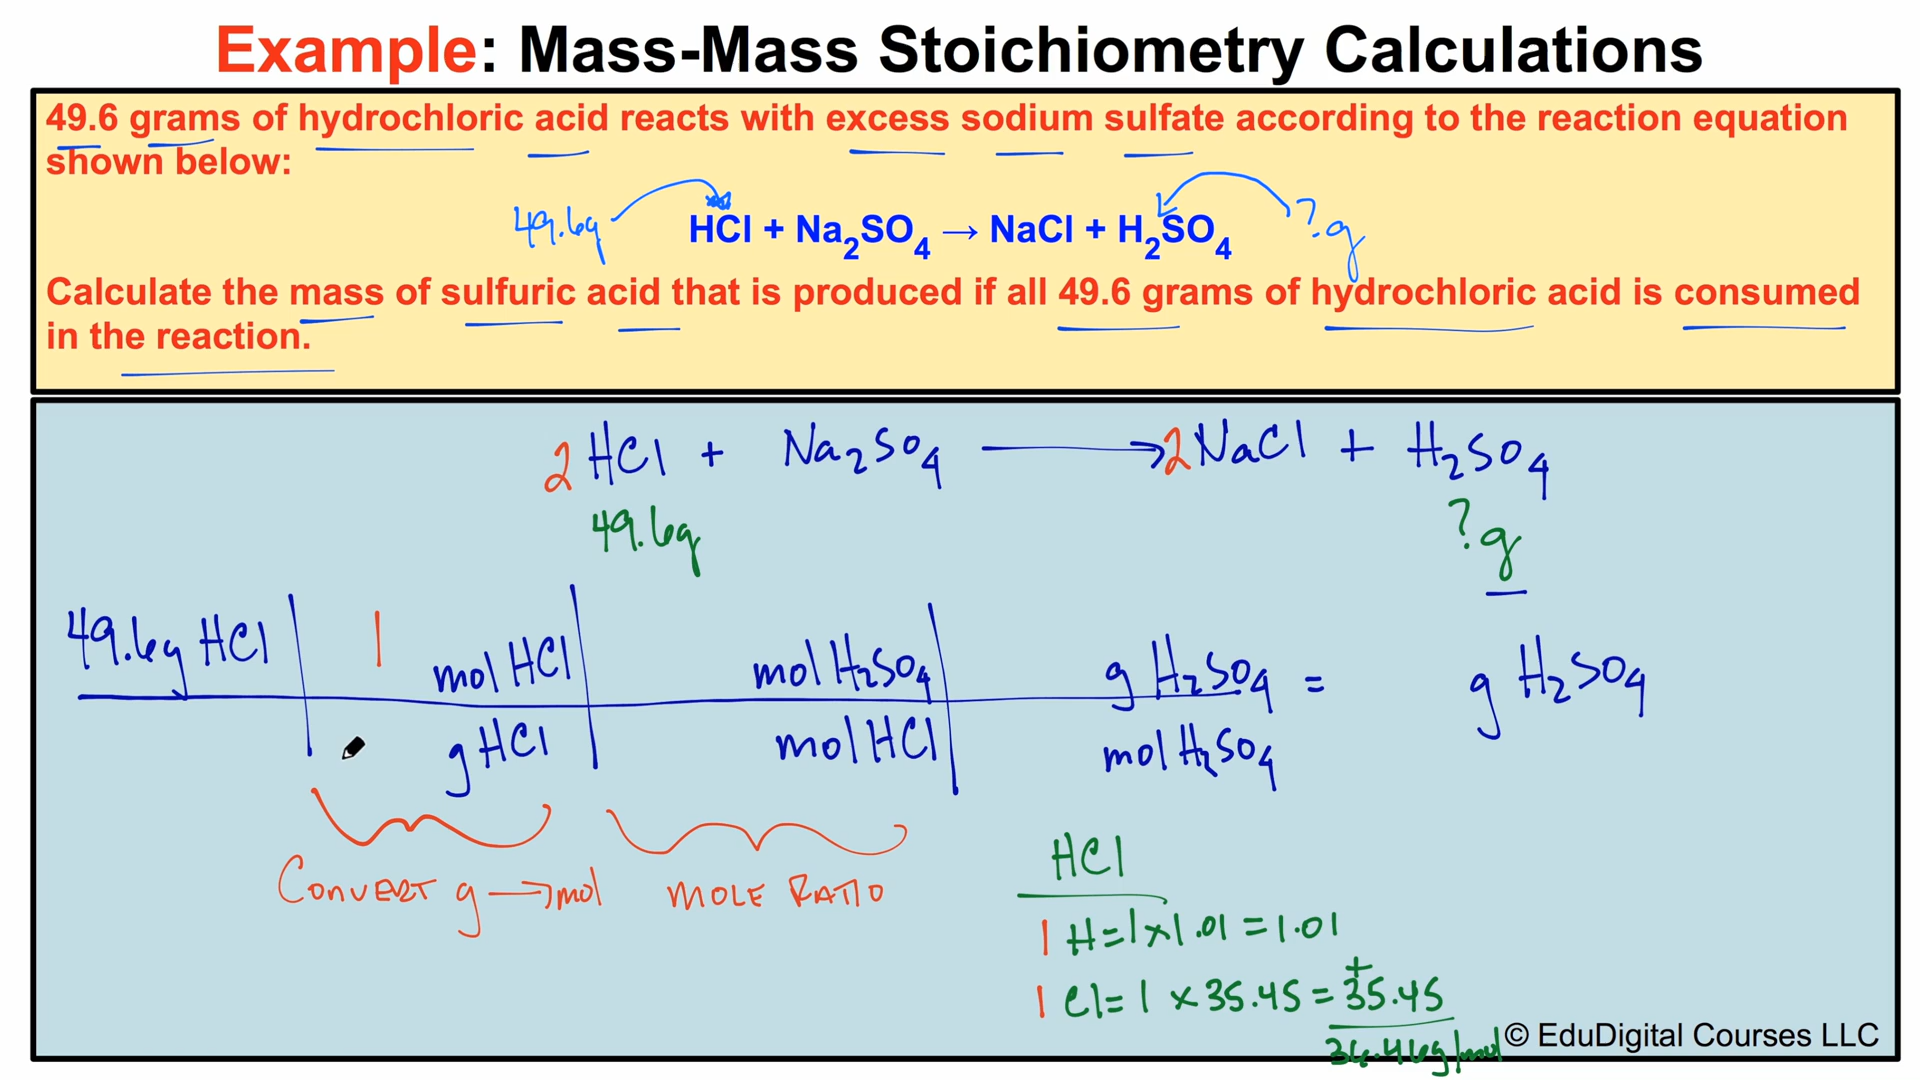 Example: Mass-Mass Stoichiometry Calculations
49.6 grams of hydrochloric acid reacts with excess sodium sulfate according to the reaction equation
shown below:
49.6g HCl + Na₂SO₄ → NaCl + H₂SO₄ ?g
Calculate the mass of sulfuric acid that is produced if all 49.6 grams of hydrochloric acid is consumed
in the reaction.
2 HCl + Na₂SO₄ → 2 NaCl + H₂SO₄
49.6g ?g
49.6g HCl 1 mol HCl mol H₂SO₄ g H₂SO₄ = g H₂SO₄
g HCl mol HCl mol H₂SO₄
CONVERT g → mol MOLE RATIO
HCl
1 H = 1 × 1.01 = 1.01
+
1 Cl = 1 × 35.45 = 35.45
36.46g/mol
© EduDigital Courses LLC